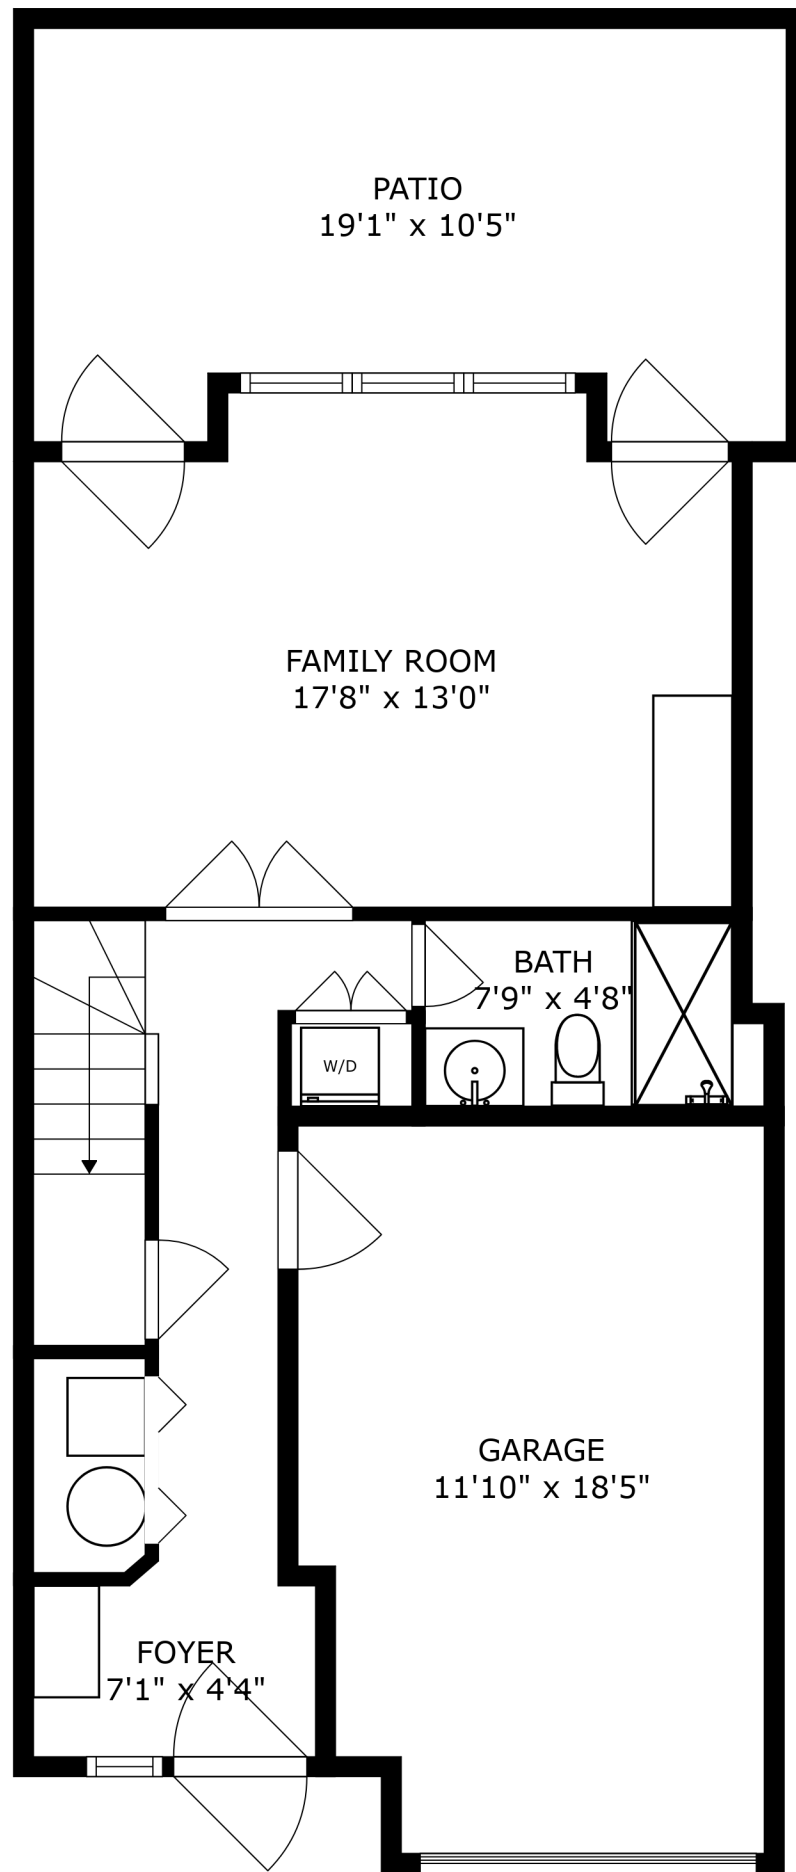 PATIO
19'1" x 10'5"
FAMILY ROOM
17'8" x 13'0"
BATH
7'9" x 4'8"
W/D
GARAGE
11'10" x 18'5"
FOYER
7'1" x 4'4"